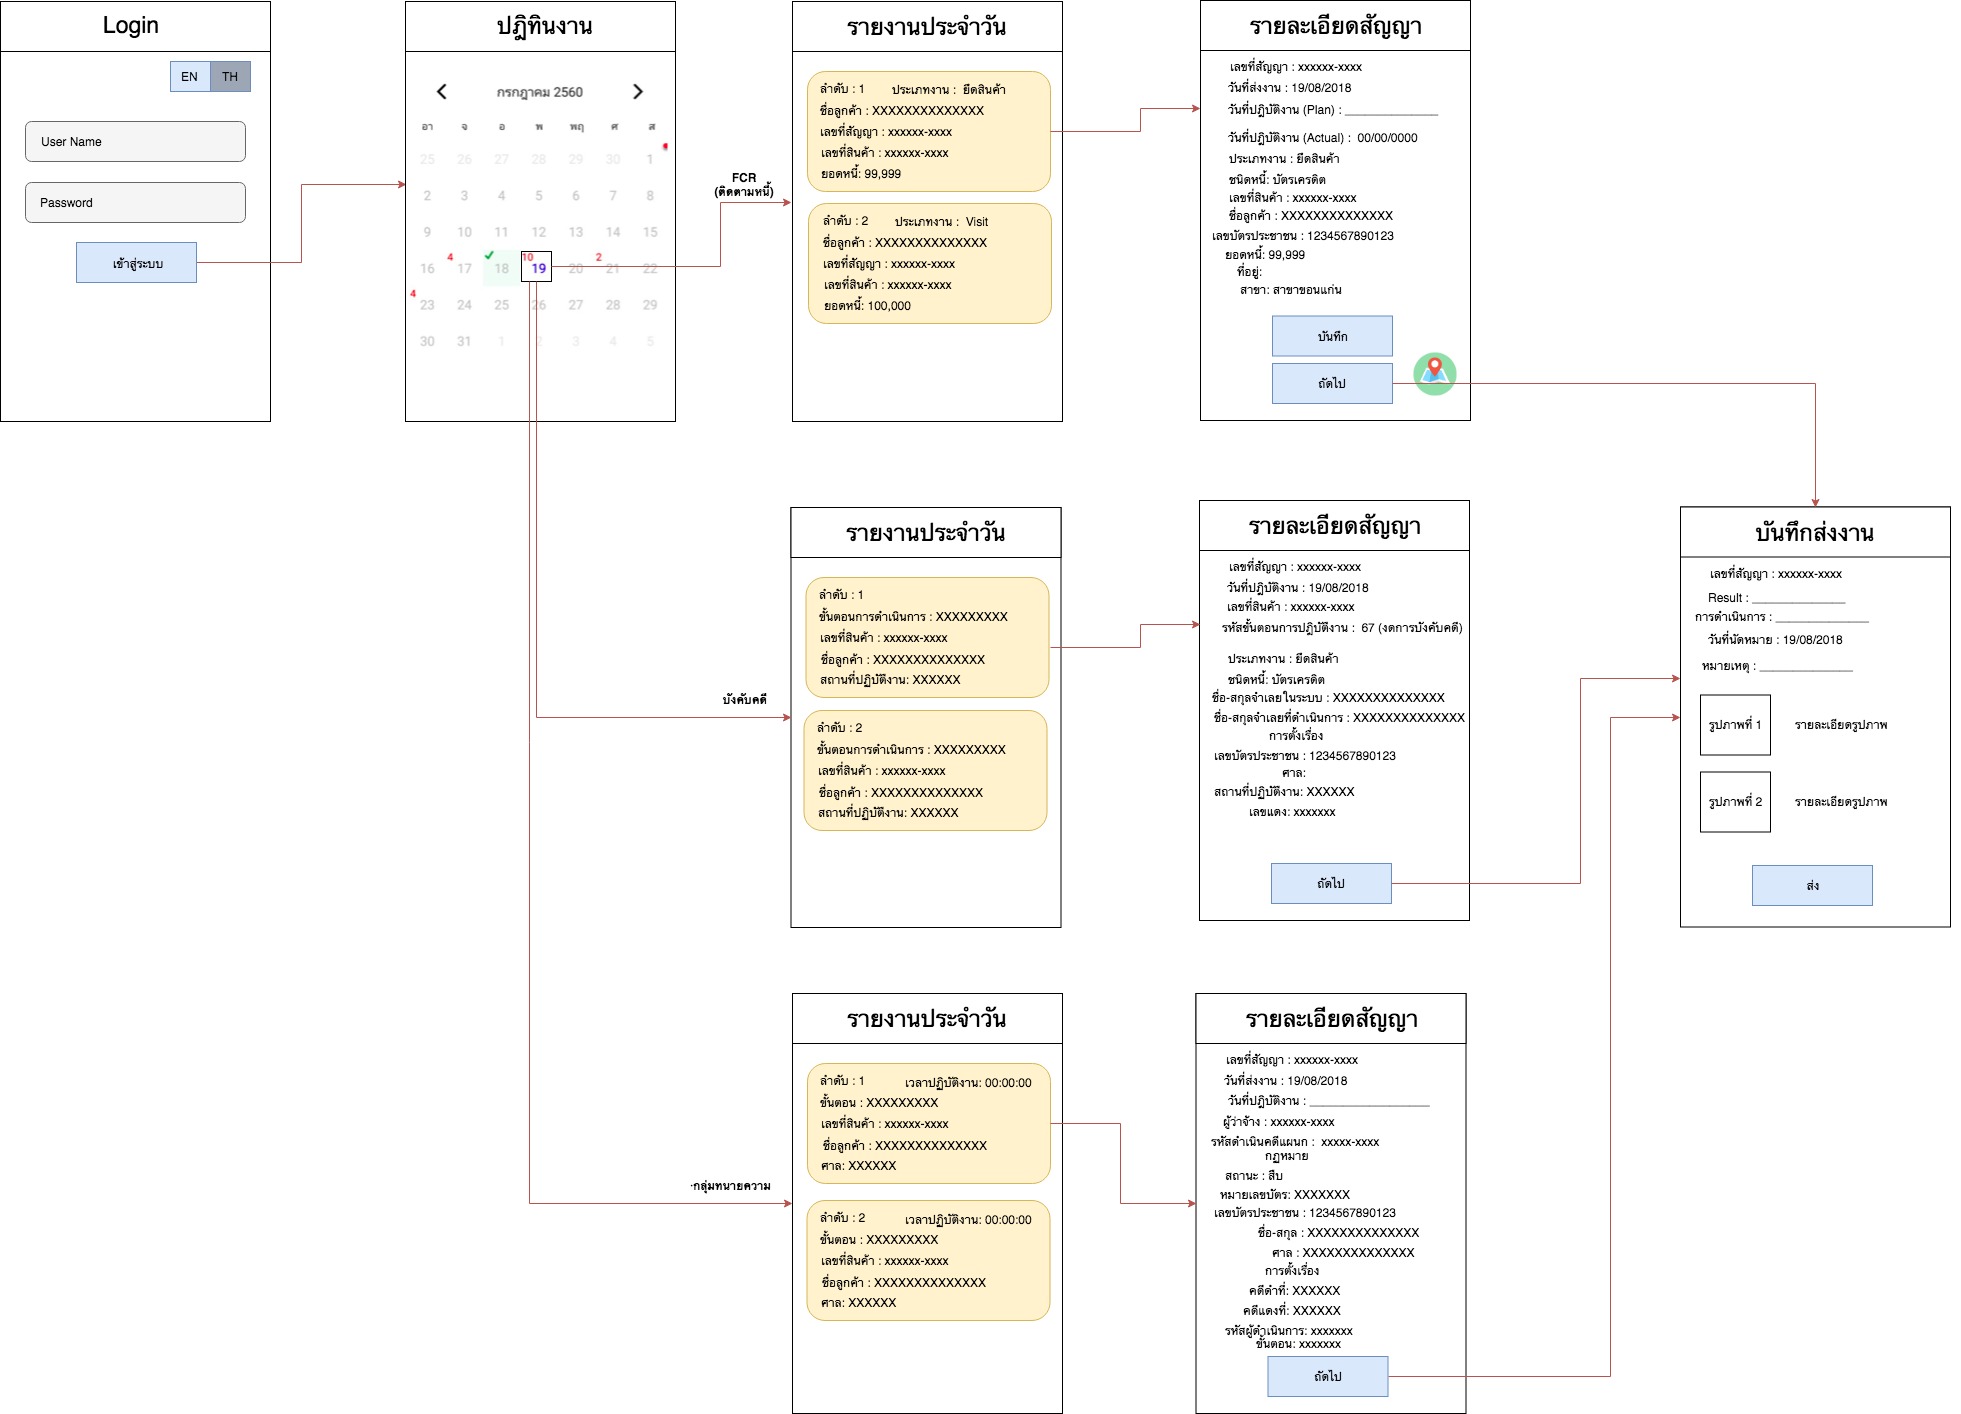 Login
EN TH
User Name
Password
เข้าสู่ระบบ
ปฏิทินงาน
กรกฎาคม 2560
อา จ อ พ พฤ ศ ส
25 26 27 28 29 30 1
2 3 4 5 6 7 8
9 10 11 12 13 14 15
4 10 2
16 17 18 19 20 21 22
4
23 24 25 26 27 28 29
30 31 1 2 3 4 5
FCR
(ติดตามหนี้)
รายงานประจำวัน
ลำดับ : 1 ประเภทงาน : ยึดสินค้า
ชื่อลูกค้า : XXXXXXXXXXXXXX
เลขที่สัญญา : xxxxxx-xxxx
เลขที่สินค้า : xxxxxx-xxxx
ยอดหนี้: 99,999
ลำดับ : 2 ประเภทงาน : Visit
ชื่อลูกค้า : XXXXXXXXXXXXXX
เลขที่สัญญา : xxxxxx-xxxx
เลขที่สินค้า : xxxxxx-xxxx
ยอดหนี้: 100,000
รายละเอียดสัญญา
เลขที่สัญญา : xxxxxx-xxxx
วันที่ส่งงาน : 19/08/2018
วันที่ปฏิบัติงาน (Plan) : ______________
วันที่ปฏิบัติงาน (Actual) : 00/00/0000
ประเภทงาน : ยึดสินค้า
ชนิดหนี้: บัตรเครดิต
เลขที่สินค้า : xxxxxx-xxxx
ชื่อลูกค้า : XXXXXXXXXXXXXX
เลขบัตรประชาชน : 1234567890123
ยอดหนี้: 99,999
ที่อยู่:
สาขา: สาขาขอนแก่น
บันทึก
ถัดไป
บังคับคดี
รายงานประจำวัน
ลำดับ : 1
ขั้นตอนการดำเนินการ : XXXXXXXXX
เลขที่สินค้า : xxxxxx-xxxx
ชื่อลูกค้า : XXXXXXXXXXXXXX
สถานที่ปฏิบัติงาน: XXXXXX
ลำดับ : 2
ขั้นตอนการดำเนินการ : XXXXXXXXX
เลขที่สินค้า : xxxxxx-xxxx
ชื่อลูกค้า : XXXXXXXXXXXXXX
สถานที่ปฏิบัติงาน: XXXXXX
รายละเอียดสัญญา
เลขที่สัญญา : xxxxxx-xxxx
วันที่ปฏิบัติงาน : 19/08/2018
เลขที่สินค้า : xxxxxx-xxxx
รหัสขั้นตอนการปฏิบัติงาน : 67 (งดการบังคับคดี)
ประเภทงาน : ยึดสินค้า
ชนิดหนี้: บัตรเครดิต
ชื่อ-สกุลจำเลยในระบบ : XXXXXXXXXXXXXX
ชื่อ-สกุลจำเลยที่ดำเนินการ : XXXXXXXXXXXXXX
การตั้งเรื่อง
เลขบัตรประชาชน : 1234567890123
ศาล:
สถานที่ปฏิบัติงาน: XXXXXX
เลขแดง: xxxxxxx
ถัดไป
บันทึกส่งงาน
เลขที่สัญญา : xxxxxx-xxxx
Result : ______________
การดำเนินการ : ______________
วันที่นัดหมาย : 19/08/2018
หมายเหตุ : ______________
รูปภาพที่ 1 รายละเอียดรูปภาพ
รูปภาพที่ 2 รายละเอียดรูปภาพ
ส่ง
-กลุ่มทนายความ
รายงานประจำวัน
ลำดับ : 1 เวลาปฏิบัติงาน: 00:00:00
ขั้นตอน : XXXXXXXXX
เลขที่สินค้า : xxxxxx-xxxx
ชื่อลูกค้า : XXXXXXXXXXXXXX
ศาล: XXXXXX
ลำดับ : 2 เวลาปฏิบัติงาน: 00:00:00
ขั้นตอน : XXXXXXXXX
เลขที่สินค้า : xxxxxx-xxxx
ชื่อลูกค้า : XXXXXXXXXXXXXX
ศาล: XXXXXX
รายละเอียดสัญญา
เลขที่สัญญา : xxxxxx-xxxx
วันที่ส่งงาน : 19/08/2018
วันที่ปฏิบัติงาน : __________________
ผู้ว่าจ้าง : xxxxxx-xxxx
รหัสดำเนินคดีแผนก : xxxxx-xxxx
กฏหมาย
สถานะ : สืบ
หมายเลขบัตร: XXXXXXX
เลขบัตรประชาชน : 1234567890123
ชื่อ-สกุล : XXXXXXXXXXXXXX
ศาล : XXXXXXXXXXXXXX
การตั้งเรื่อง
คดีดำที่: XXXXXX
คดีแดงที่: XXXXXX
รหัสผู้ดำเนินการ: xxxxxxx
ขั้นตอน: xxxxxxx
ถัดไป